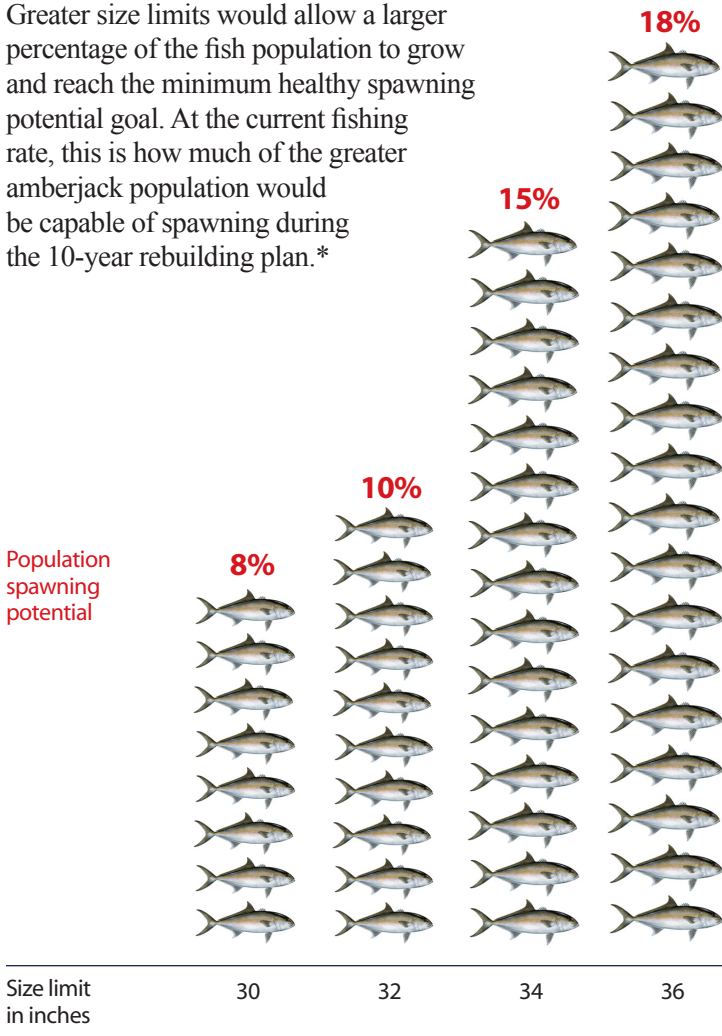 Greater size limits would allow a larger
percentage of the fish population to grow
and reach the minimum healthy spawning
potential goal. At the current fishing
rate, this is how much of the greater
amberjack population would
be capable of spawning during
the 10-year rebuilding plan.*
18%
15%
10%
8%
Population
spawning
potential
Size limit
in inches
30
32
34
36